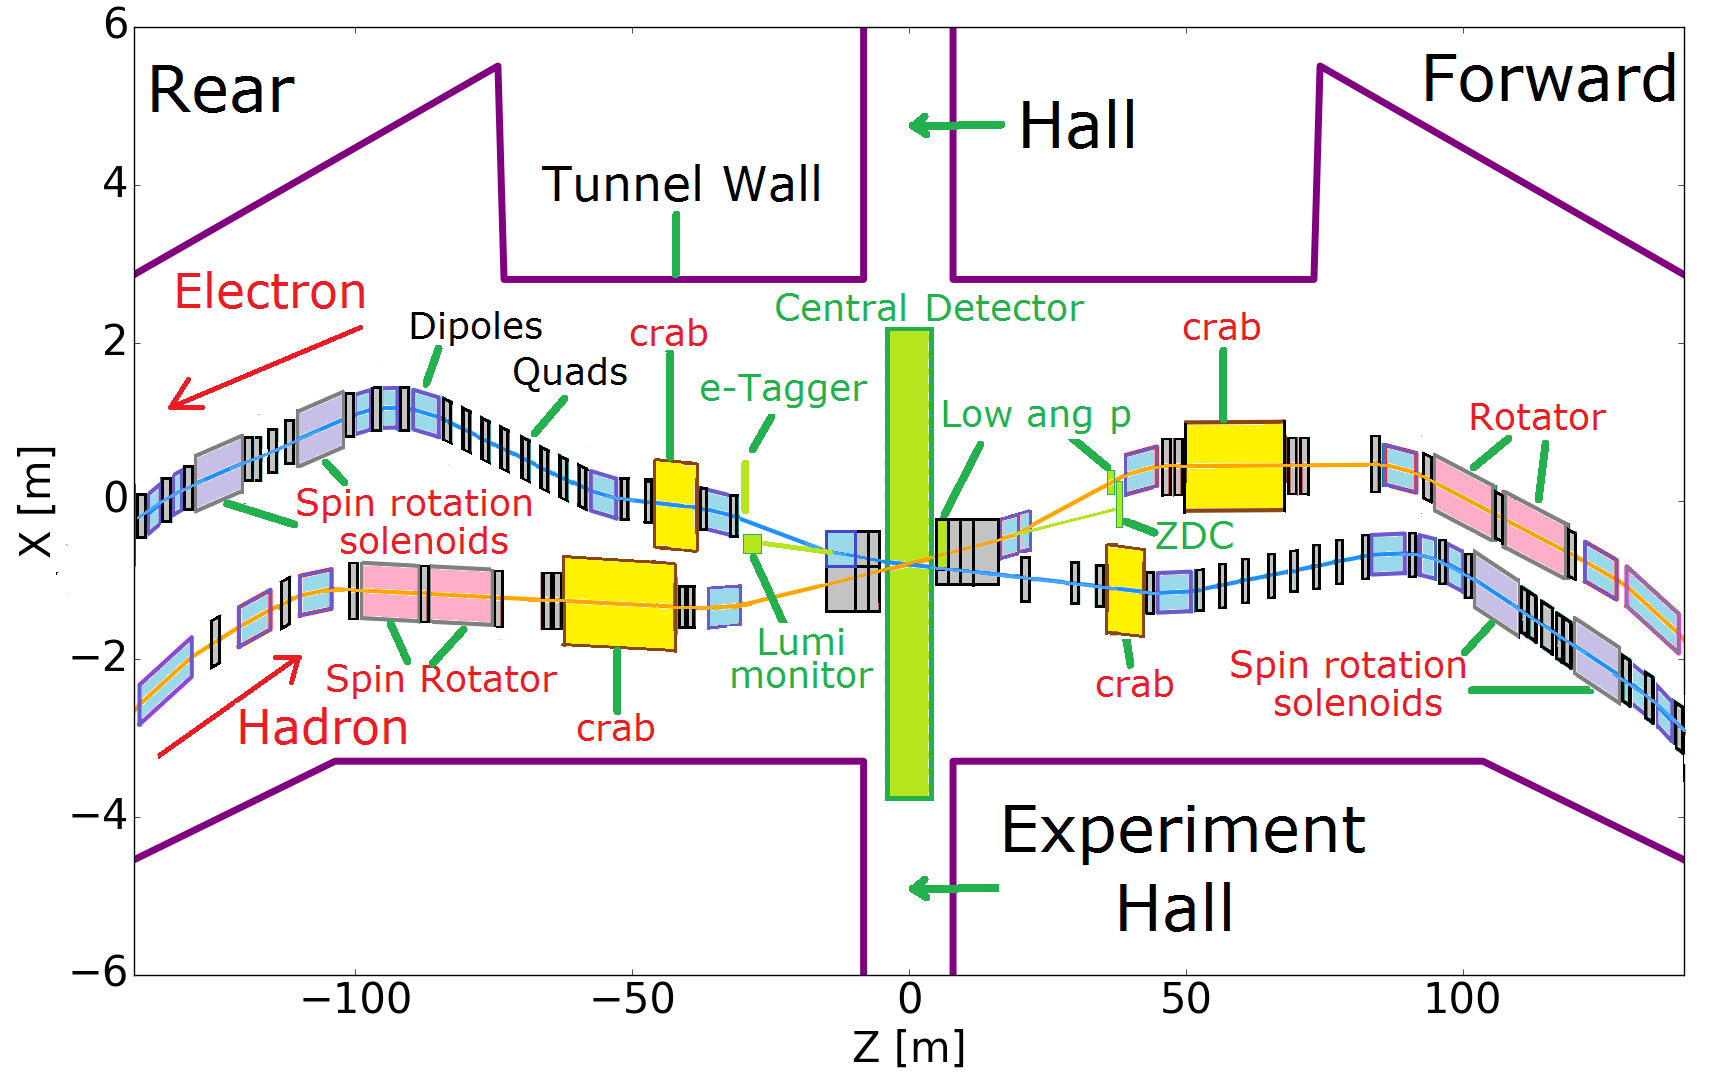 6
Rear
Forward
Hall
4
Tunnel Wall
Electron
Central Detector
2
Dipoles
crab
crab
Quads
e-Tagger
Low ang p
Rotator
X [m]
0
Spin rotation
solenoids
ZDC
−2
Lumi
monitor
Spin Rotator
crab
Spin rotation
solenoids
Hadron
crab
−4
Experiment
Hall
−6
−100
−50
0
50
100
Z [m]